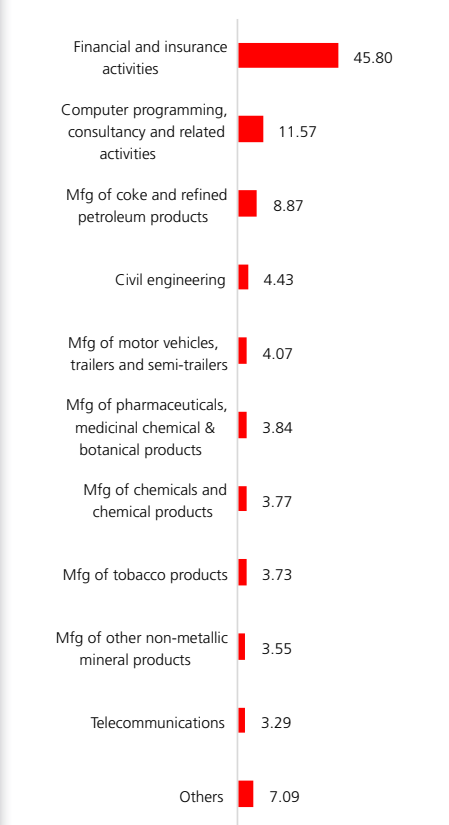 Financial and insurance
activities
45.80
Computer programming,
consultancy and related
activities
11.57
Mfg of coke and refined
petroleum products
8.87
Civil engineering
4.43
Mfg of motor vehicles,
trailers and semi-trailers
4.07
Mfg of pharmaceuticals,
medicinal chemical &
botanical products
3.84
Mfg of chemicals and
chemical products
3.77
Mfg of tobacco products
3.73
Mfg of other non-metallic
mineral products
3.55
Telecommunications
3.29
Others
7.09